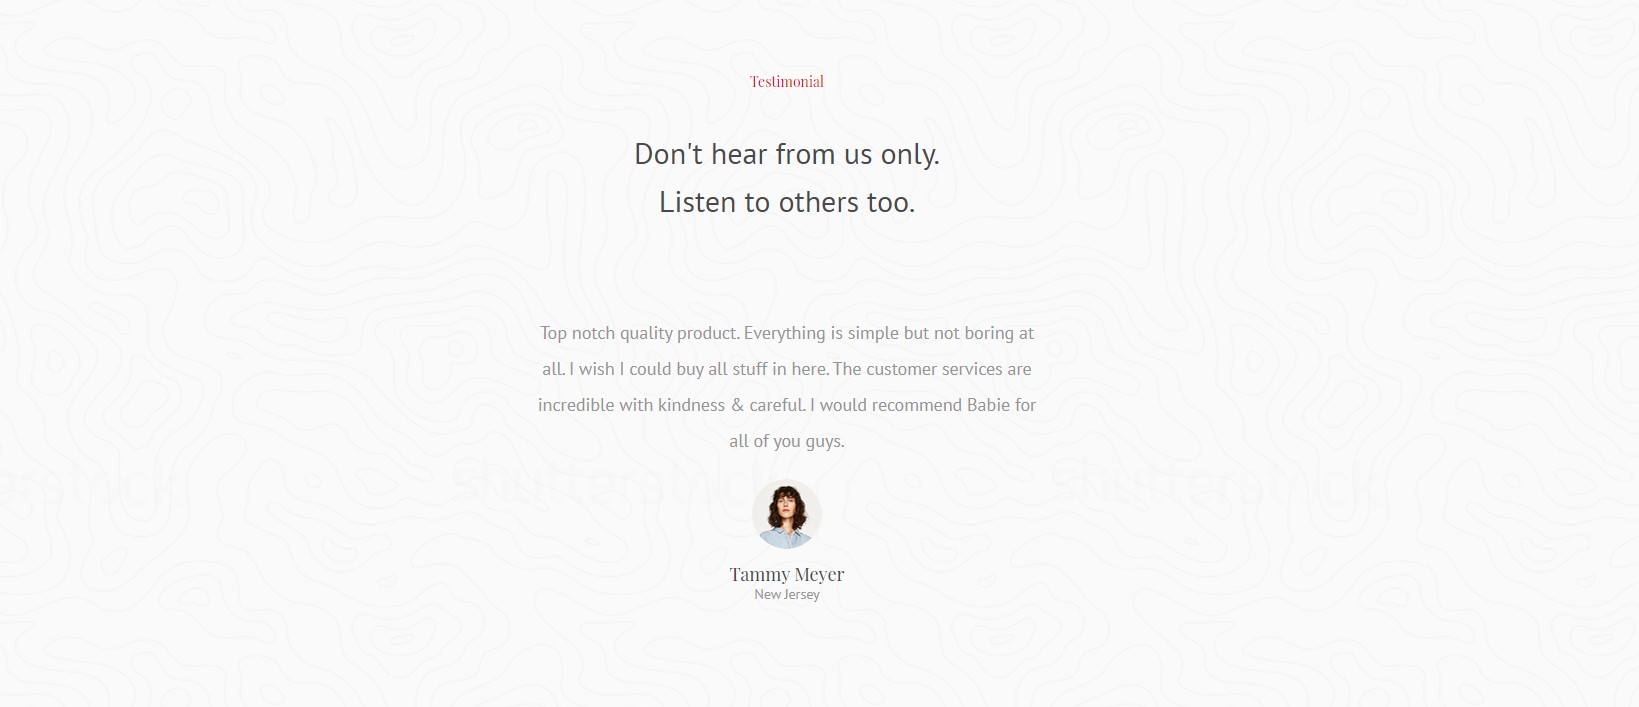 Testimonial
Don't hear from us only.
Listen to others too.
Top notch quality product. Everything is simple but not boring at
all. I wish I could buy all stuff in here. The customer services are
incredible with kindness & careful. I would recommend Babie for
all of you guys.
Tammy Meyer
New Jersey